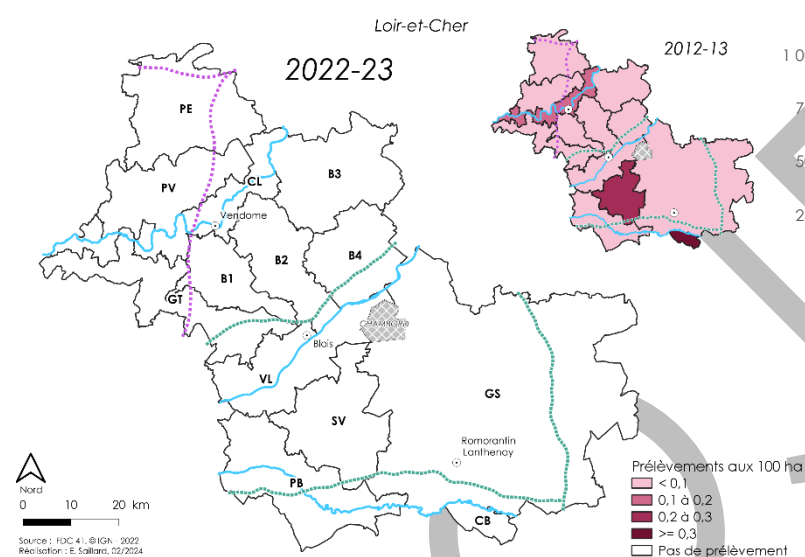 Loir-et-Cher
2022-23
2012-13
PE
PV
CL
B3
Vendome
B1
B2
B4
GT
CHAMBORD
Blois
VL
SV
GS
Romorantin
Lanthenay
PB
CB
Nord
0 10 20 km
Source : FDC 41, © IGN - 2022
Réalisation : E. Saillard, 02/2024
Prélèvements aux 100 ha
< 0,1
0,1 à 0,2
0,2 à 0,3
>= 0,3
Pas de prélèvement